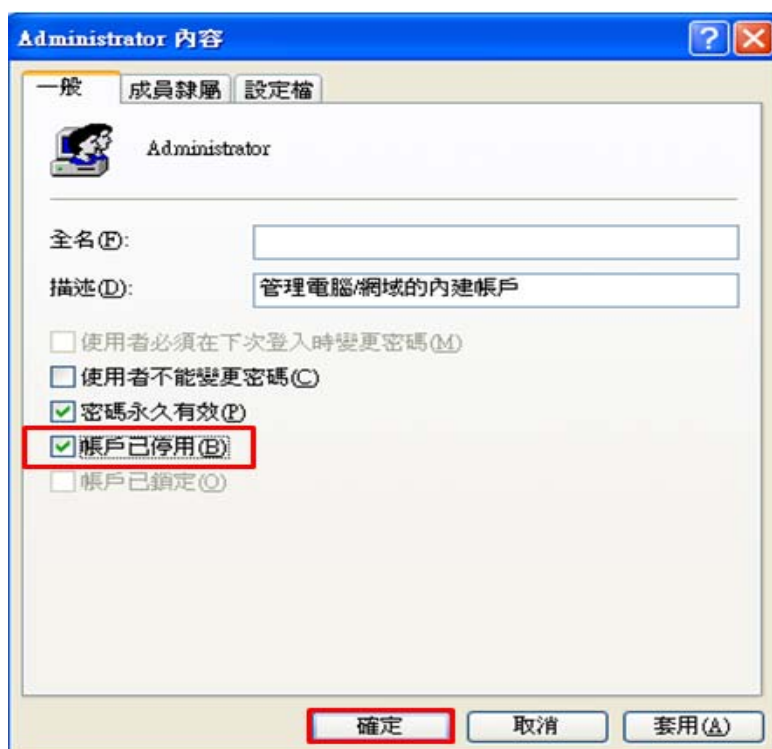 Administrator 內容
一般 成員隸屬 設定檔
Administrator
全名(F):
描述(D): 管理電腦/網域的內建帳戶
使用者必須在下次登入時變更密碼(M)
使用者不能變更密碼(C)
密碼永久有效(P)
帳戶已停用(B)
帳戶已鎖定(O)
確定 取消 套用(A)